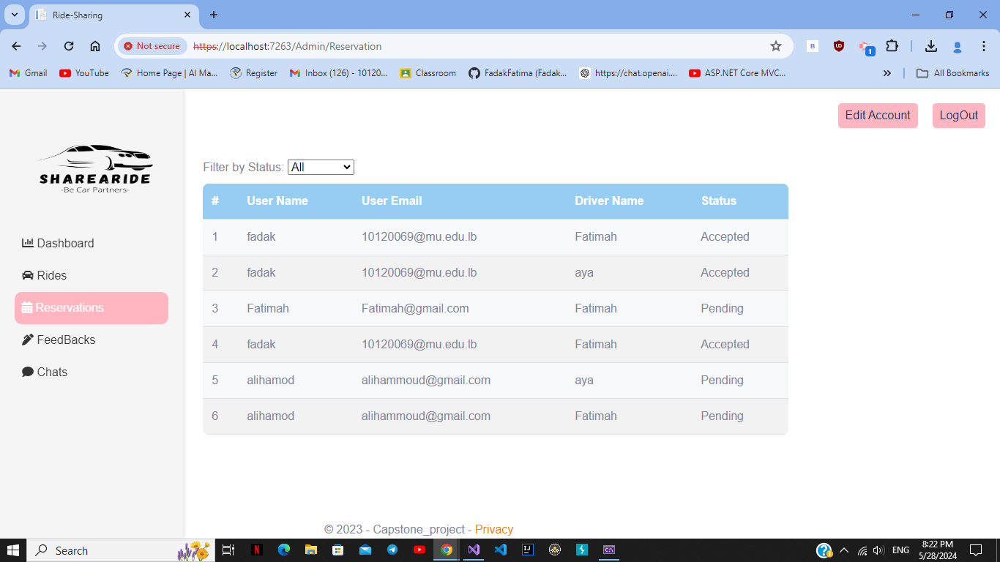 Ride-Sharing
Not secure https://localhost:7263/Admin/Reservation
B UD 1
Gmail YouTube Home Page | AI Ma... Register Inbox (126) - 10120... Classroom FadakFatima (Fadak... https://chat.openai.... ASP.NET Core MVC... » All Bookmarks
Edit Account LogOut
SHAREARIDE
-Be Car Partners-
Dashboard
Rides
Reservations
FeedBacks
Chats
Filter by Status: All
# User Name User Email Driver Name Status
1 fadak 10120069@mu.edu.lb Fatimah Accepted
2 fadak 10120069@mu.edu.lb aya Accepted
3 Fatimah Fatimah@gmail.com Fatimah Pending
4 fadak 10120069@mu.edu.lb Fatimah Accepted
5 alihamod alihammoud@gmail.com aya Pending
6 alihamod alihammoud@gmail.com Fatimah Pending
© 2023 - Capstone_project - Privacy
Search
ENG
8:22 PM
5/28/2024